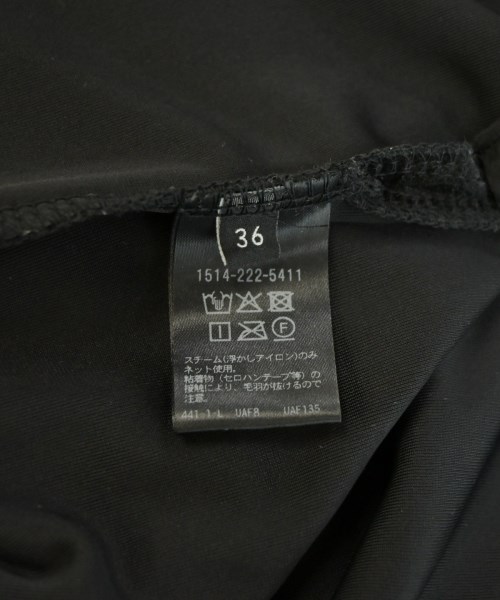 36
1514-222-5411
F
スチーム(浮かしアイロン)のみ
ネット使用。
粘着物(セロハンテープ等)の
接触により、毛羽が抜けるので
注意。
441-1-L UAF8 UAF135